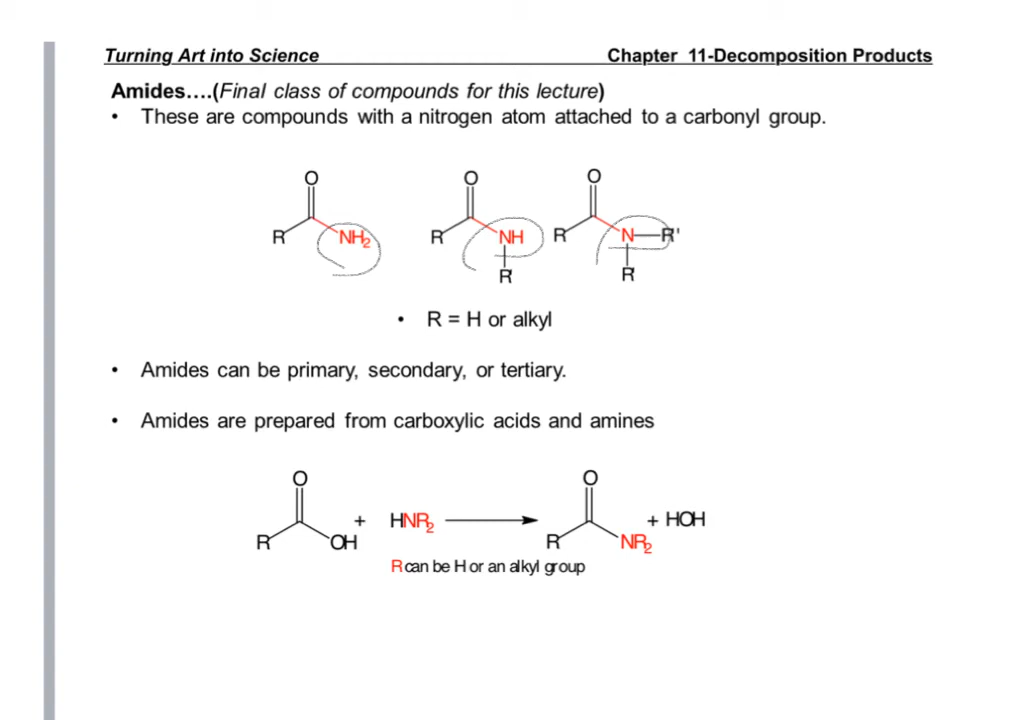 Turning Art into Science Chapter 11-Decomposition Products
Amides….(Final class of compounds for this lecture)
• These are compounds with a nitrogen atom attached to a carbonyl group.
O O O
R NH2 R NH R N R'
R R
• R = H or alkyl
• Amides can be primary, secondary, or tertiary.
• Amides are prepared from carboxylic acids and amines
O O
+ HNR2 + HOH
R OH R NR2
R can be H or an alkyl group